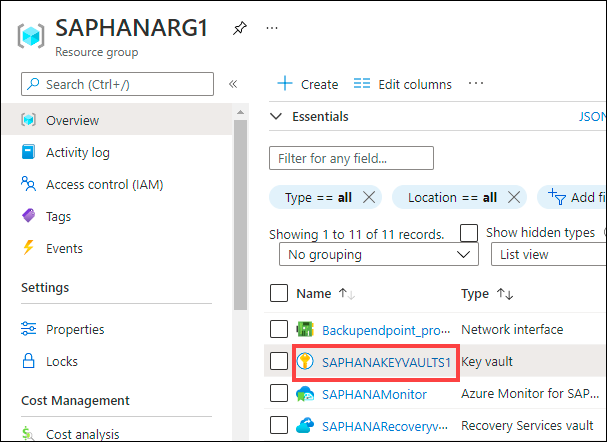 SAPHANARG1
...
Resource group
Search (Ctrl+/)
«
Overview
Activity log
Access control (IAM)
Tags
Events
Settings
Properties
Locks
Cost Management
Cost analysis
+ Create
Edit columns
...
Essentials
JSON
Filter for any field...
Type == all
Location == all
Add fi
Showing 1 to 11 of 11 records.
Show hidden types
No grouping
List view
Name ↑↓
Type ↑↓
Backupendpoint_pro...
Network interface
SAPHANAKEYVAULTS1
Key vault
SAPHANAMonitor
Azure Monitor for SAP...
SAPHANARecoveryv...
Recovery Services vault